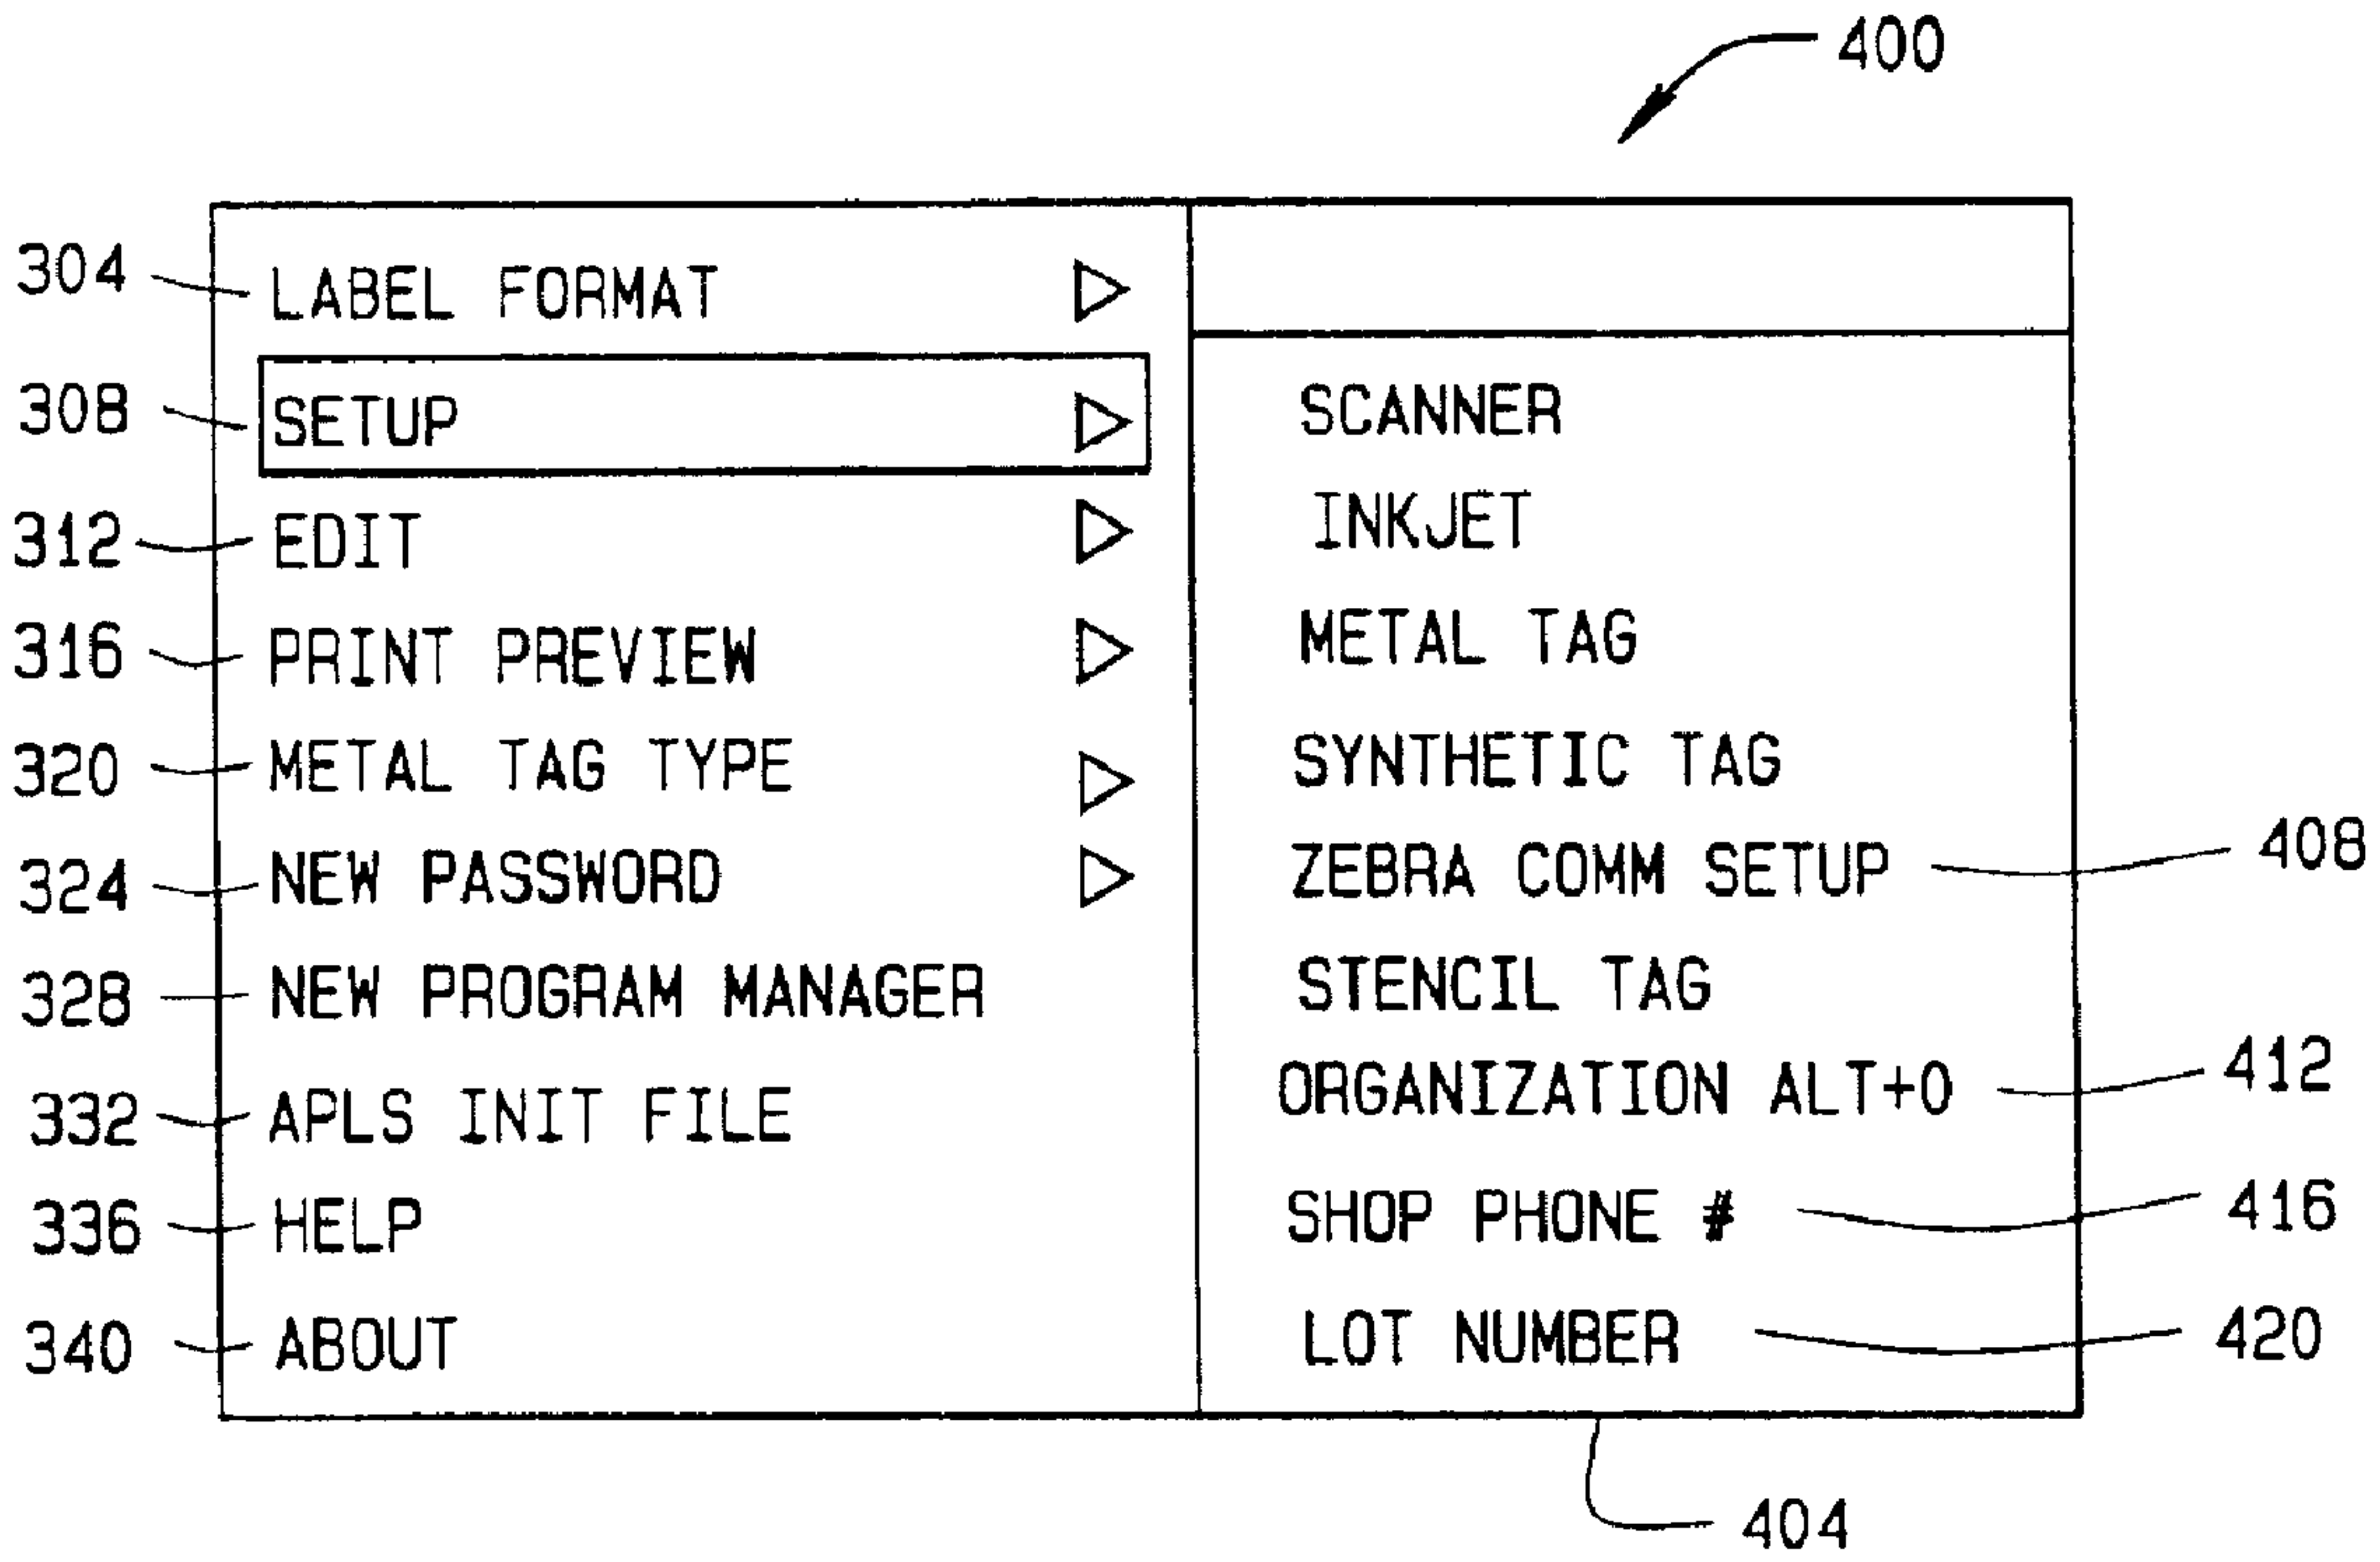 400
304 LABEL FORMAT
308 SETUP
312 EDIT
316 PRINT PREVIEW
320 METAL TAG TYPE
324 NEW PASSWORD
328 NEW PROGRAM MANAGER
332 APLS INIT FILE
336 HELP
340 ABOUT
SCANNER
INKJET
METAL TAG
SYNTHETIC TAG
ZEBRA COMM SETUP 408
STENCIL TAG
ORGANIZATION ALT+O 412
SHOP PHONE # 416
LOT NUMBER 420
404